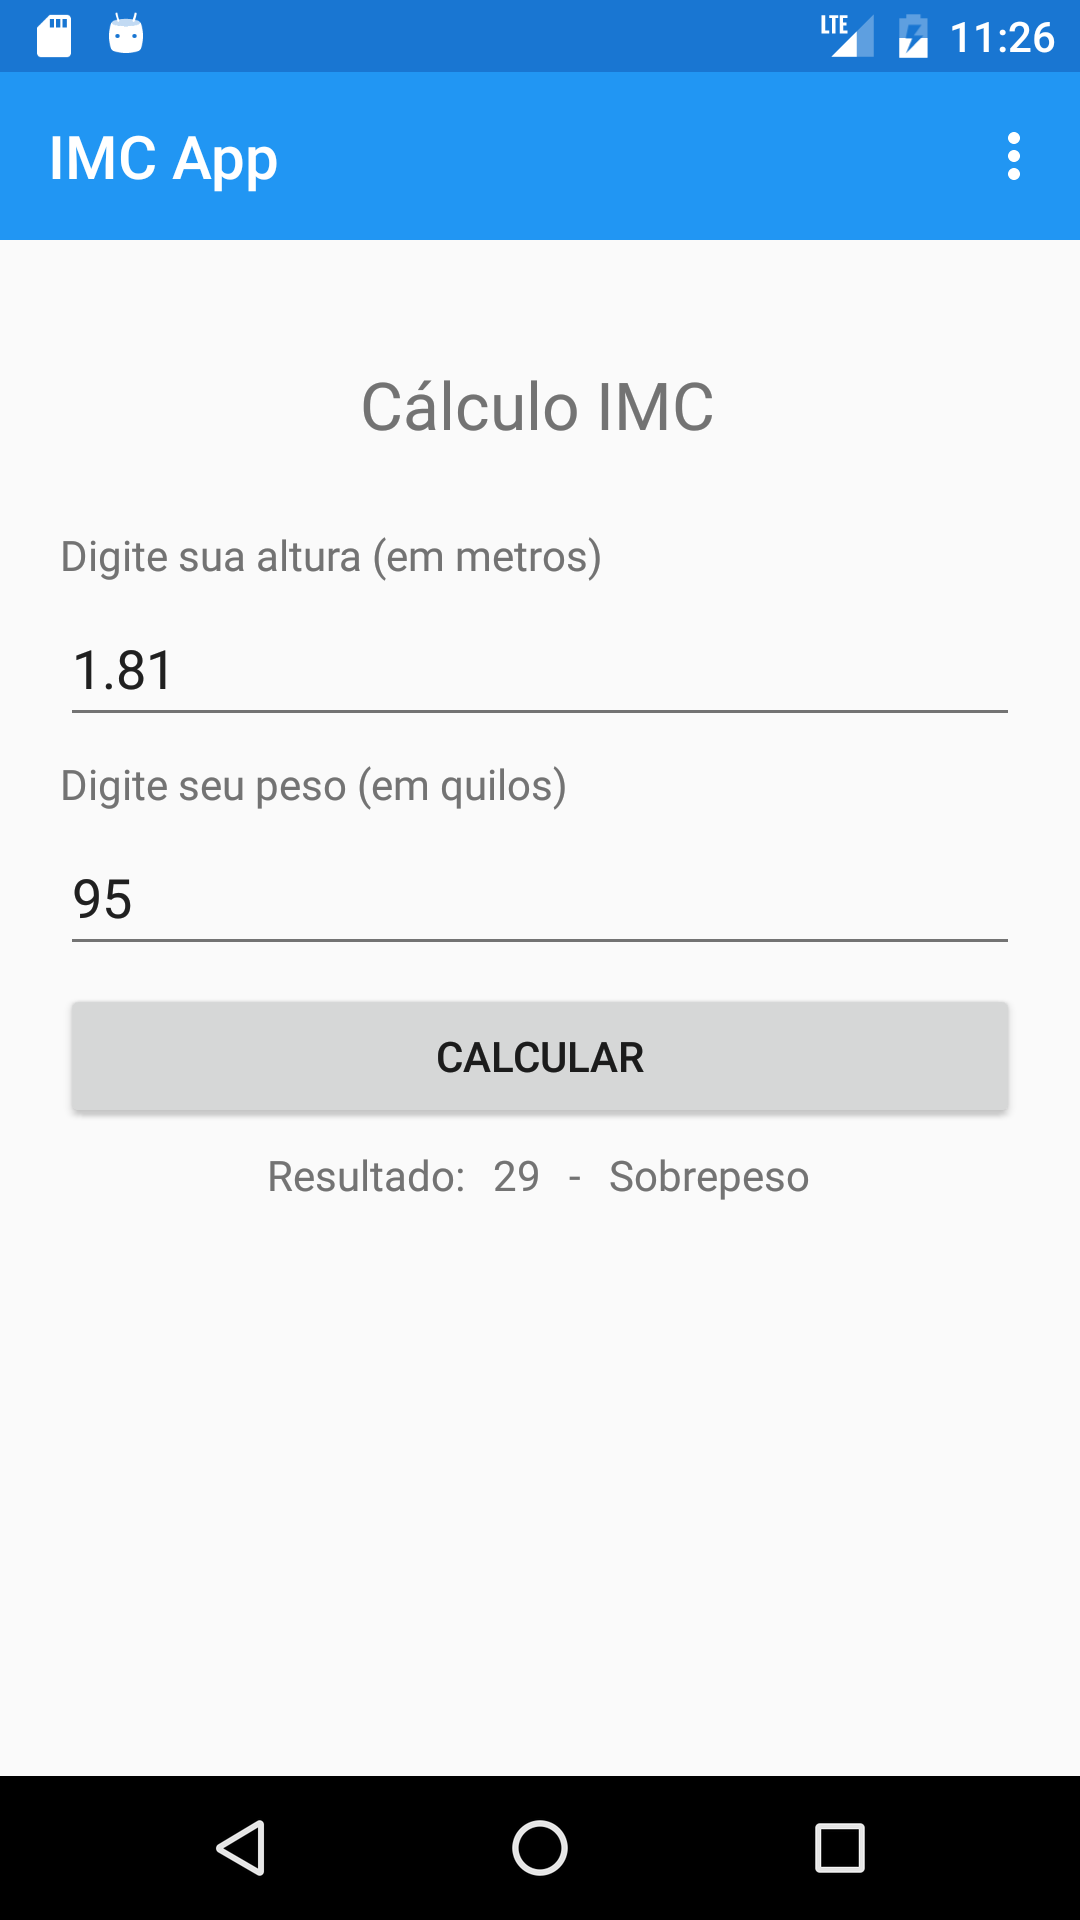 LTE 11:26
IMC App
Cálculo IMC
Digite sua altura (em metros)
1.81
Digite seu peso (em quilos)
95
CALCULAR
Resultado: 29 - Sobrepeso